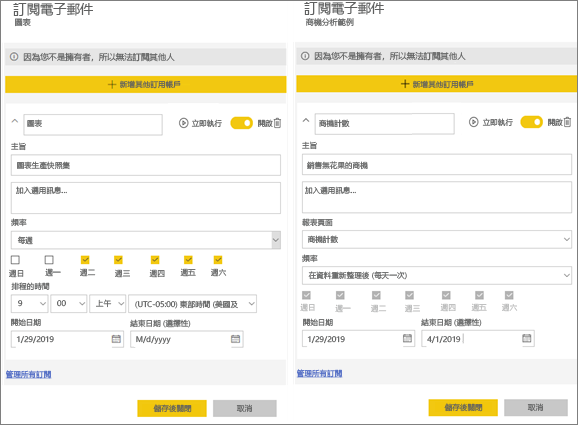 訂閱電子郵件
圖表
因為您不是擁有者，所以無法訂閱其他人
＋ 新增其他訂用帳戶
圖表
立即執行
開啟
主旨
圖表生產快照集
加入選用訊息...
頻率
每週
週日 週一 週二 週三 週四 週五 週六
排程的時間
9 00 上午 (UTC-05:00) 東部時間 (美國及
開始日期 結束日期 (選擇性)
1/29/2019 M/d/yyyy
管理所有訂閱
儲存後關閉 取消
訂閱電子郵件
商機分析範例
因為您不是擁有者，所以無法訂閱其他人
＋ 新增其他訂用帳戶
商機計數
立即執行
開啟
主旨
銷售無花果的商機
加入選用訊息...
報表頁面
商機計數
頻率
在資料重新整理後 (每天一次)
週日 週一 週二 週三 週四 週五 週六
開始日期 結束日期 (選擇性)
1/29/2019 4/1/2019
管理所有訂閱
儲存後關閉 取消